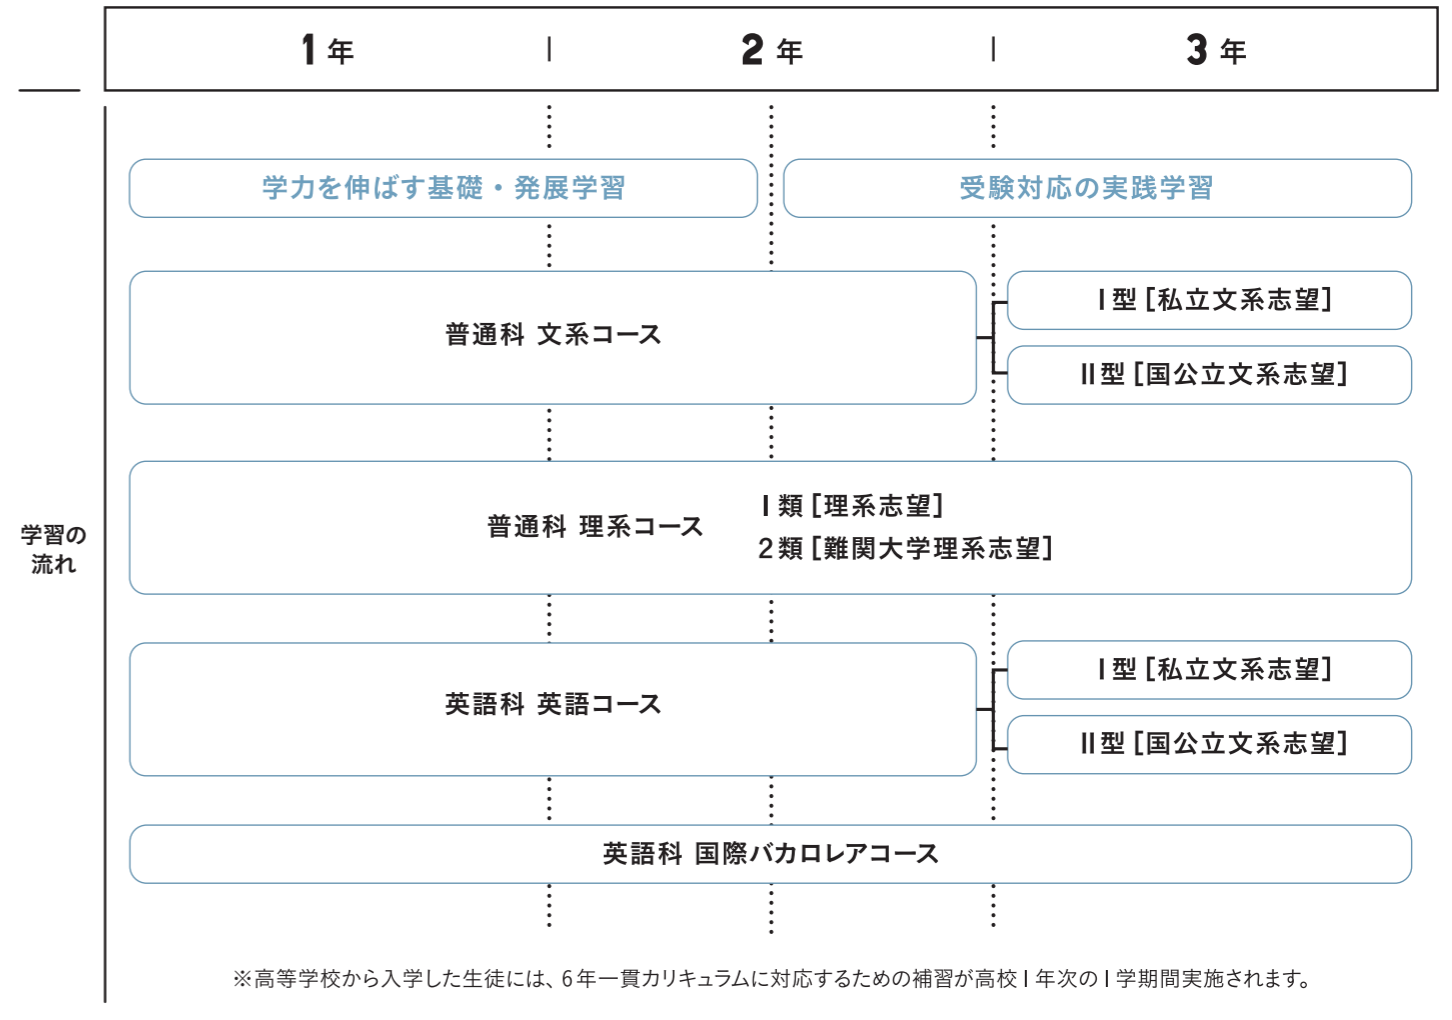 1年 | 2年 | 3年
学習の
流れ
学力を伸ばす基礎・発展学習
受験対応の実践学習
普通科 文系コース
I型[私立文系志望]
II型[国公立文系志望]
普通科 理系コース
1類[理系志望]
2類[難関大学理系志望]
英語科 英語コース
I型[私立文系志望]
II型[国公立文系志望]
英語科 国際バカロレアコース
※高等学校から入学した生徒には、6年一貫カリキュラムに対応するための補習が高校1年次の1学期間実施されます。